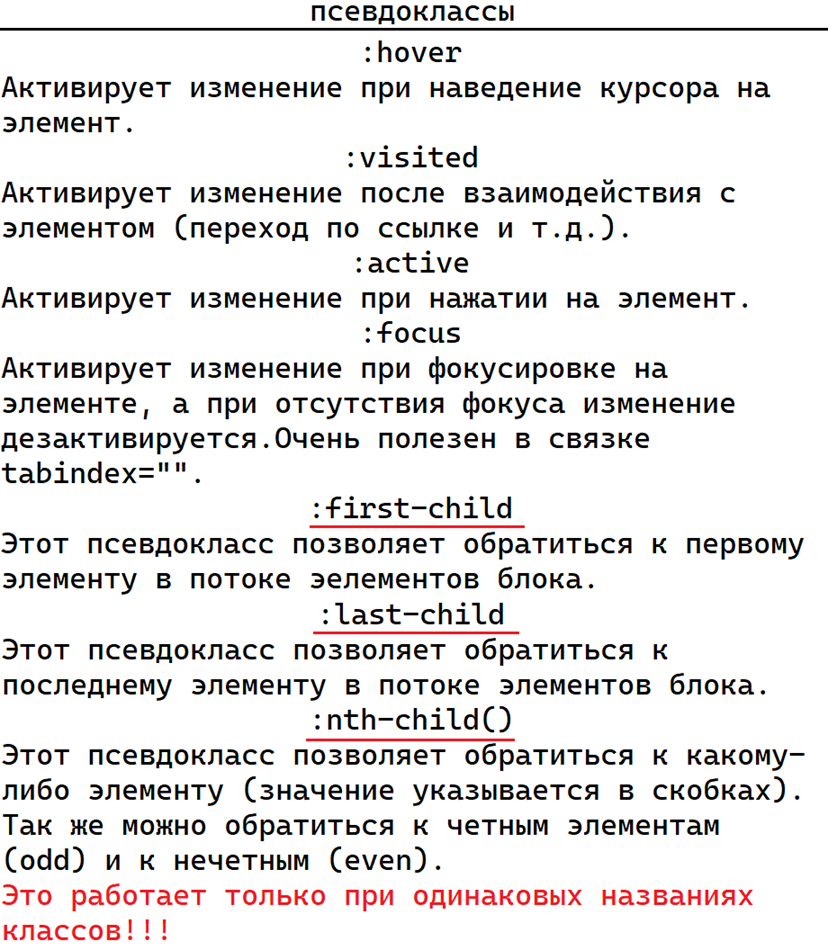 псевдоклассы
:hover
Активирует изменение при наведение курсора на
элемент.
:visited
Активирует изменение после взаимодействия с
элементом (переход по ссылке и т.д.).
:active
Активирует изменение при нажатии на элемент.
:focus
Активирует изменение при фокусировке на
элементе, а при отсутствия фокуса изменение
дезактивируется.Очень полезен в связке
tabindex="".
:first-child
Этот псевдокласс позволяет обратиться к первому
элементу в потоке эеелементов блока.
:last-child
Этот псевдокласс позволяет обратиться к
последнему элементу в потоке элементов блока.
:nth-child()
Этот псевдокласс позволяет обратиться к какому-
либо элементу (значение указывается в скобках).
Так же можно обратиться к четным элементам
(odd) и к нечетным (even).
Это работает только при одинаковых названиях
классов!!!